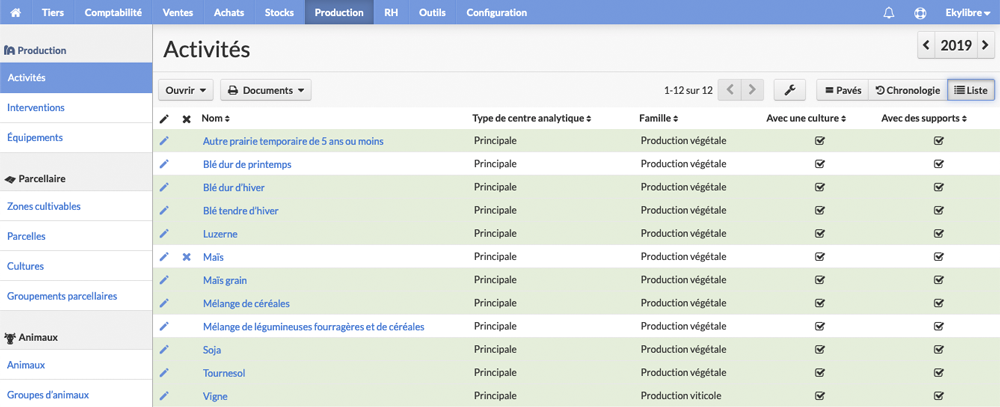 Tiers Comptabilité Ventes Achats Stocks Production RH Outils Configuration Ekylibre
Production
Activités
Interventions
Équipements
Parcellaire
Zones cultivables
Parcelles
Cultures
Groupements parcellaires
Animaux
Animaux
Groupes d'animaux
Activités
2019
Ouvrir Documents 1-12 sur 12 Pavés Chronologie Liste
Nom Type de centre analytique Famille Avec une culture Avec des supports
Autre prairie temporaire de 5 ans ou moins Principale Production végétale
Blé dur de printemps Principale Production végétale
Blé dur d'hiver Principale Production végétale
Blé tendre d'hiver Principale Production végétale
Luzerne Principale Production végétale
Maïs Principale Production végétale
Maïs grain Principale Production végétale
Mélange de céréales Principale Production végétale
Mélange de légumineuses fourragères et de céréales Principale Production végétale
Soja Principale Production végétale
Tournesol Principale Production végétale
Vigne Principale Production viticole